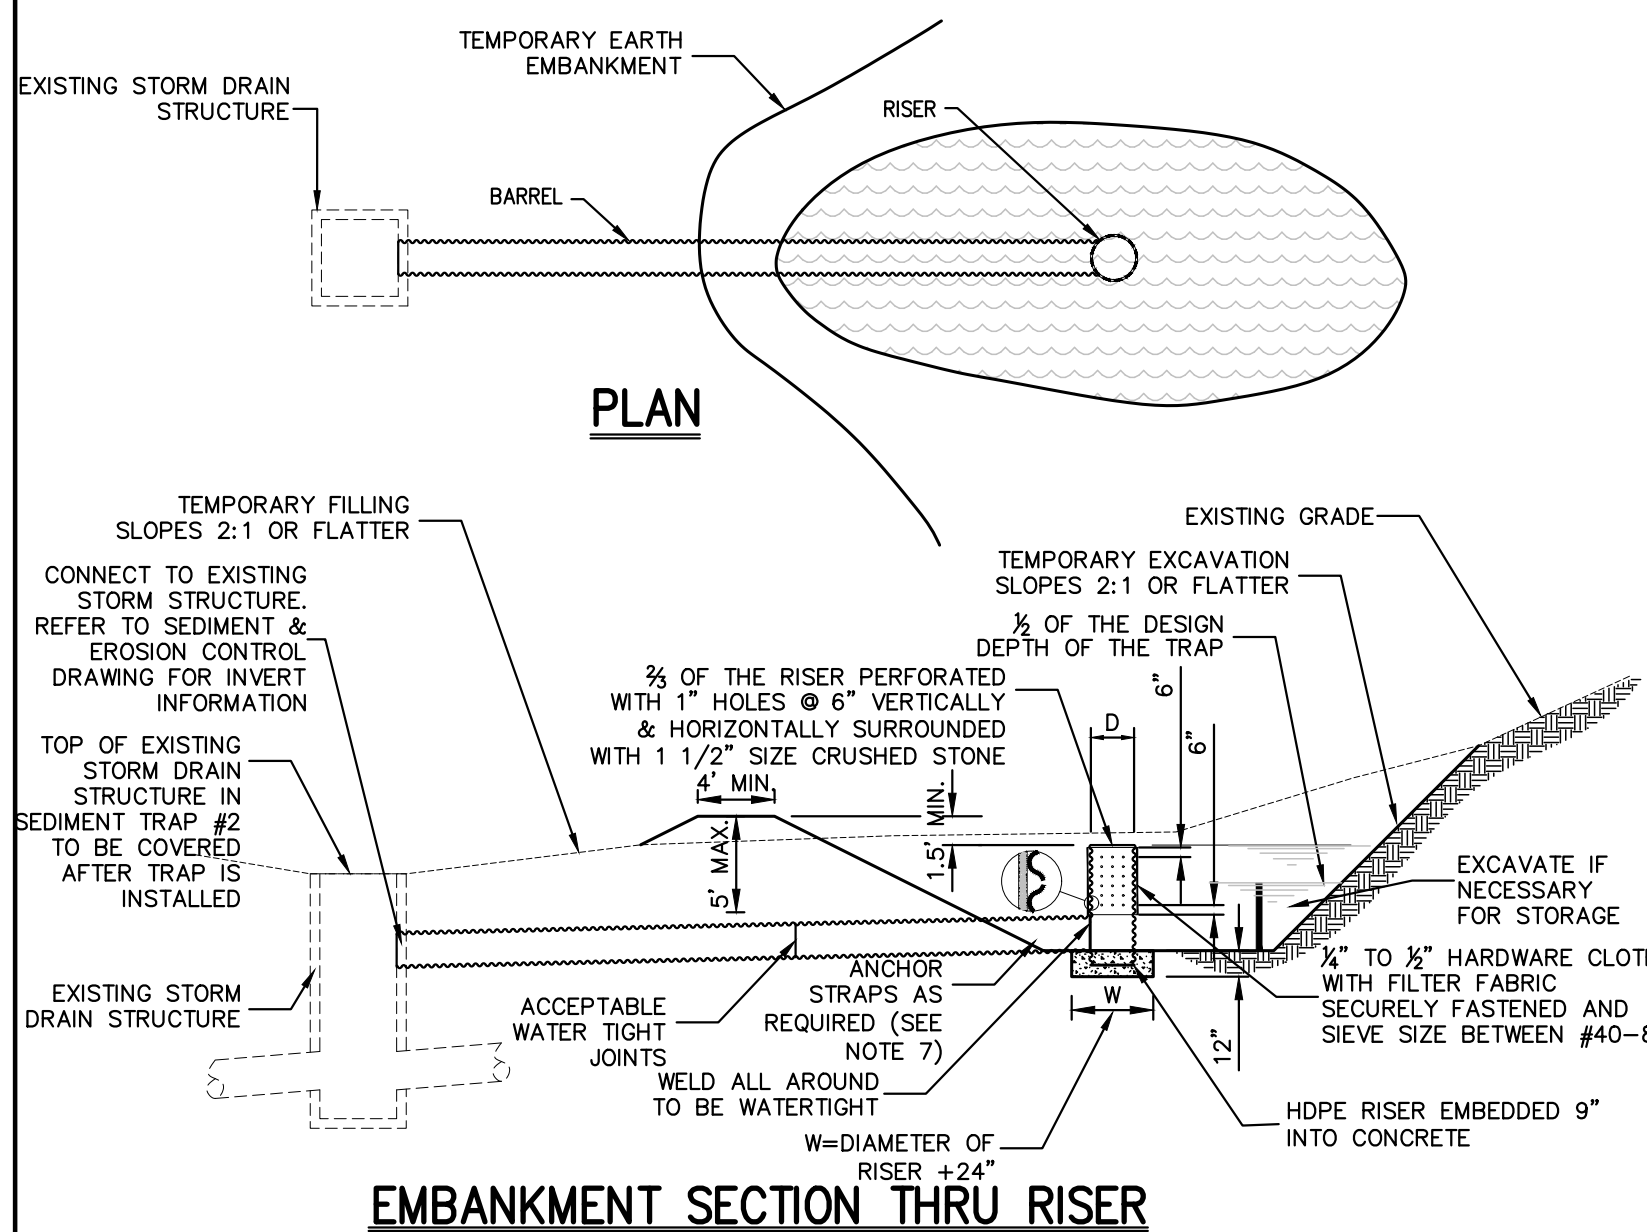 TEMPORARY EARTH
EMBANKMENT
EXISTING STORM DRAIN
STRUCTURE
RISER
BARREL
PLAN
TEMPORARY FILLING
SLOPES 2:1 OR FLATTER
EXISTING GRADE
CONNECT TO EXISTING
STORM STRUCTURE.
REFER TO SEDIMENT &
EROSION CONTROL
DRAWING FOR INVERT
INFORMATION
TEMPORARY EXCAVATION
SLOPES 2:1 OR FLATTER
½ OF THE DESIGN
DEPTH OF THE TRAP
⅔ OF THE RISER PERFORATED
WITH 1" HOLES @ 6" VERTICALLY
& HORIZONTALLY SURROUNDED
WITH 1 1/2" SIZE CRUSHED STONE
6"
D
6"
TOP OF EXISTING
STORM DRAIN
STRUCTURE IN
SEDIMENT TRAP #2
TO BE COVERED
AFTER TRAP IS
INSTALLED
4' MIN.
5' MAX.
1.5' MIN.
EXCAVATE IF
NECESSARY
FOR STORAGE
¼" TO ½" HARDWARE CLOT
WITH FILTER FABRIC
SECURELY FASTENED AND
SIEVE SIZE BETWEEN #40-8
EXISTING STORM
DRAIN STRUCTURE
ACCEPTABLE
WATER TIGHT
JOINTS
ANCHOR
STRAPS AS
REQUIRED (SEE
NOTE 7)
W
12"
WELD ALL AROUND
TO BE WATERTIGHT
HDPE RISER EMBEDDED 9"
INTO CONCRETE
W=DIAMETER OF
RISER +24"
EMBANKMENT SECTION THRU RISER